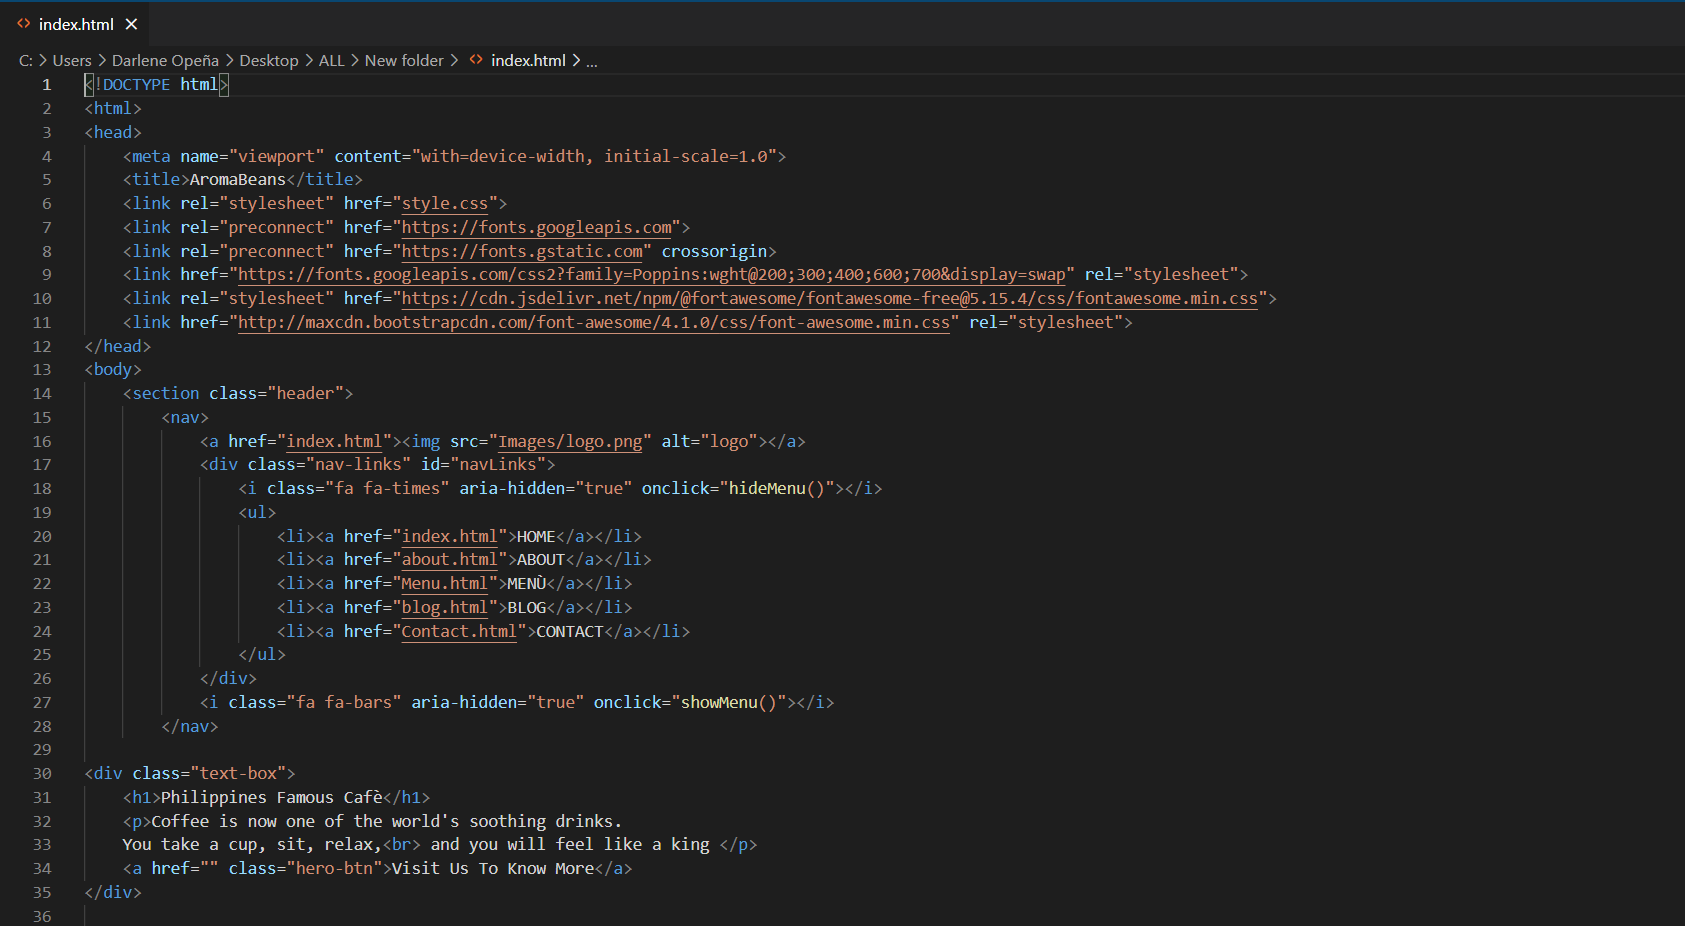 index.html
C: > Users > Darlene Opeña > Desktop > ALL > New folder > <> index.html > ...
1 <!DOCTYPE html>
2 <html>
3 <head>
4     <meta name="viewport" content="with=device-width, initial-scale=1.0">
5     <title>AromaBeans</title>
6     <link rel="stylesheet" href="style.css">
7     <link rel="preconnect" href="https://fonts.googleapis.com">
8     <link rel="preconnect" href="https://fonts.gstatic.com" crossorigin>
9     <link href="https://fonts.googleapis.com/css2?family=Poppins:wght@200;300;400;600;700&display=swap" rel="stylesheet">
10     <link rel="stylesheet" href="https://cdn.jsdelivr.net/npm/@fortawesome/fontawesome-free@5.15.4/css/fontawesome.min.css">
11     <link href="http://maxcdn.bootstrapcdn.com/font-awesome/4.1.0/css/font-awesome.min.css" rel="stylesheet">
12 </head>
13 <body>
14     <section class="header">
15         <nav>
16             <a href="index.html"><img src="Images/logo.png" alt="logo"></a>
17             <div class="nav-links" id="navLinks">
18                 <i class="fa fa-times" aria-hidden="true" onclick="hideMenu()"></i>
19                 <ul>
20                     <li><a href="index.html">HOME</a></li>
21                     <li><a href="about.html">ABOUT</a></li>
22                     <li><a href="Menu.html">MENÙ</a></li>
23                     <li><a href="blog.html">BLOG</a></li>
24                     <li><a href="Contact.html">CONTACT</a></li>
25                 </ul>
26             </div>
27             <i class="fa fa-bars" aria-hidden="true" onclick="showMenu()"></i>
28         </nav>
29
30 <div class="text-box">
31     <h1>Philippines Famous Cafè</h1>
32     <p>Coffee is now one of the world's soothing drinks.
33     You take a cup, sit, relax,<br> and you will feel like a king </p>
34     <a href="" class="hero-btn">Visit Us To Know More</a>
35 </div>
36